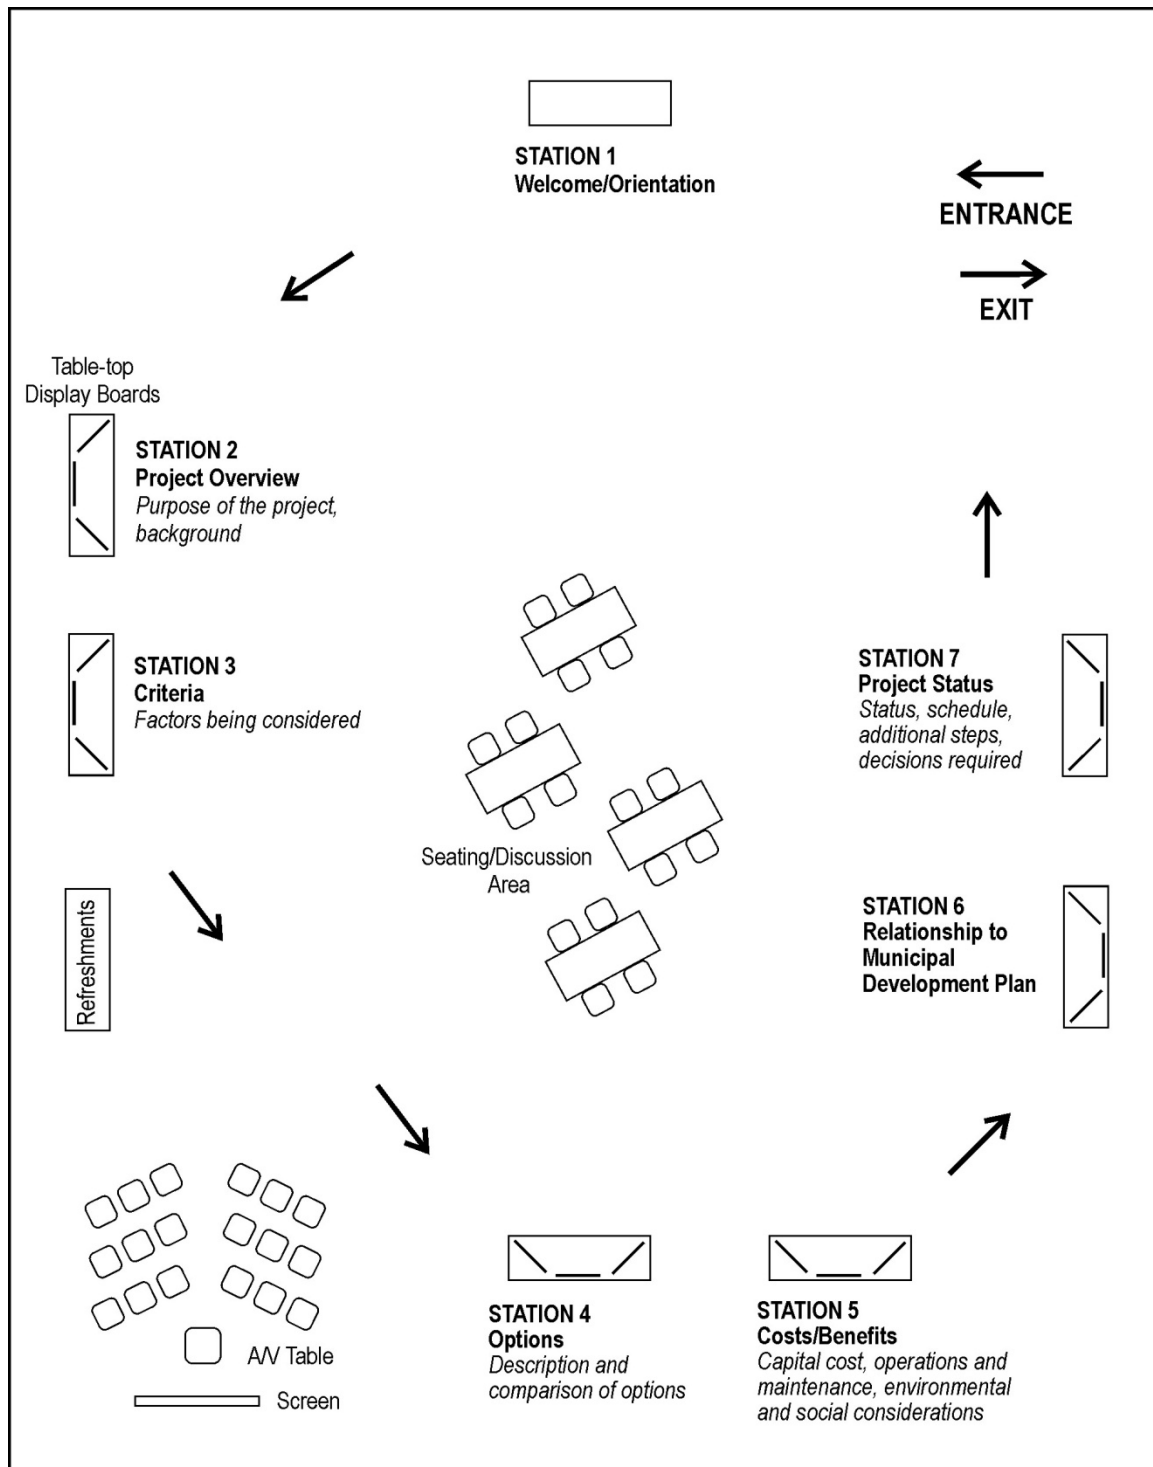 STATION 1
Welcome/Orientation
ENTRANCE
EXIT
Table-top
Display Boards
STATION 2
Project Overview
Purpose of the project,
background
STATION 3
Criteria
Factors being considered
STATION 7
Project Status
Status, schedule,
additional steps,
decisions required
Seating/Discussion
Area
Refreshments
STATION 6
Relationship to
Municipal
Development Plan
STATION 4
Options
Description and
comparison of options
STATION 5
Costs/Benefits
Capital cost, operations and
maintenance, environmental
and social considerations
A/V Table
Screen